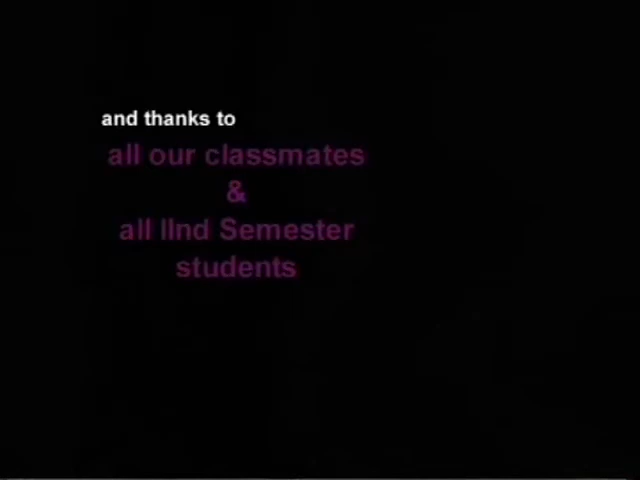 and thanks to
all our classmates
&
all IInd Semester
students